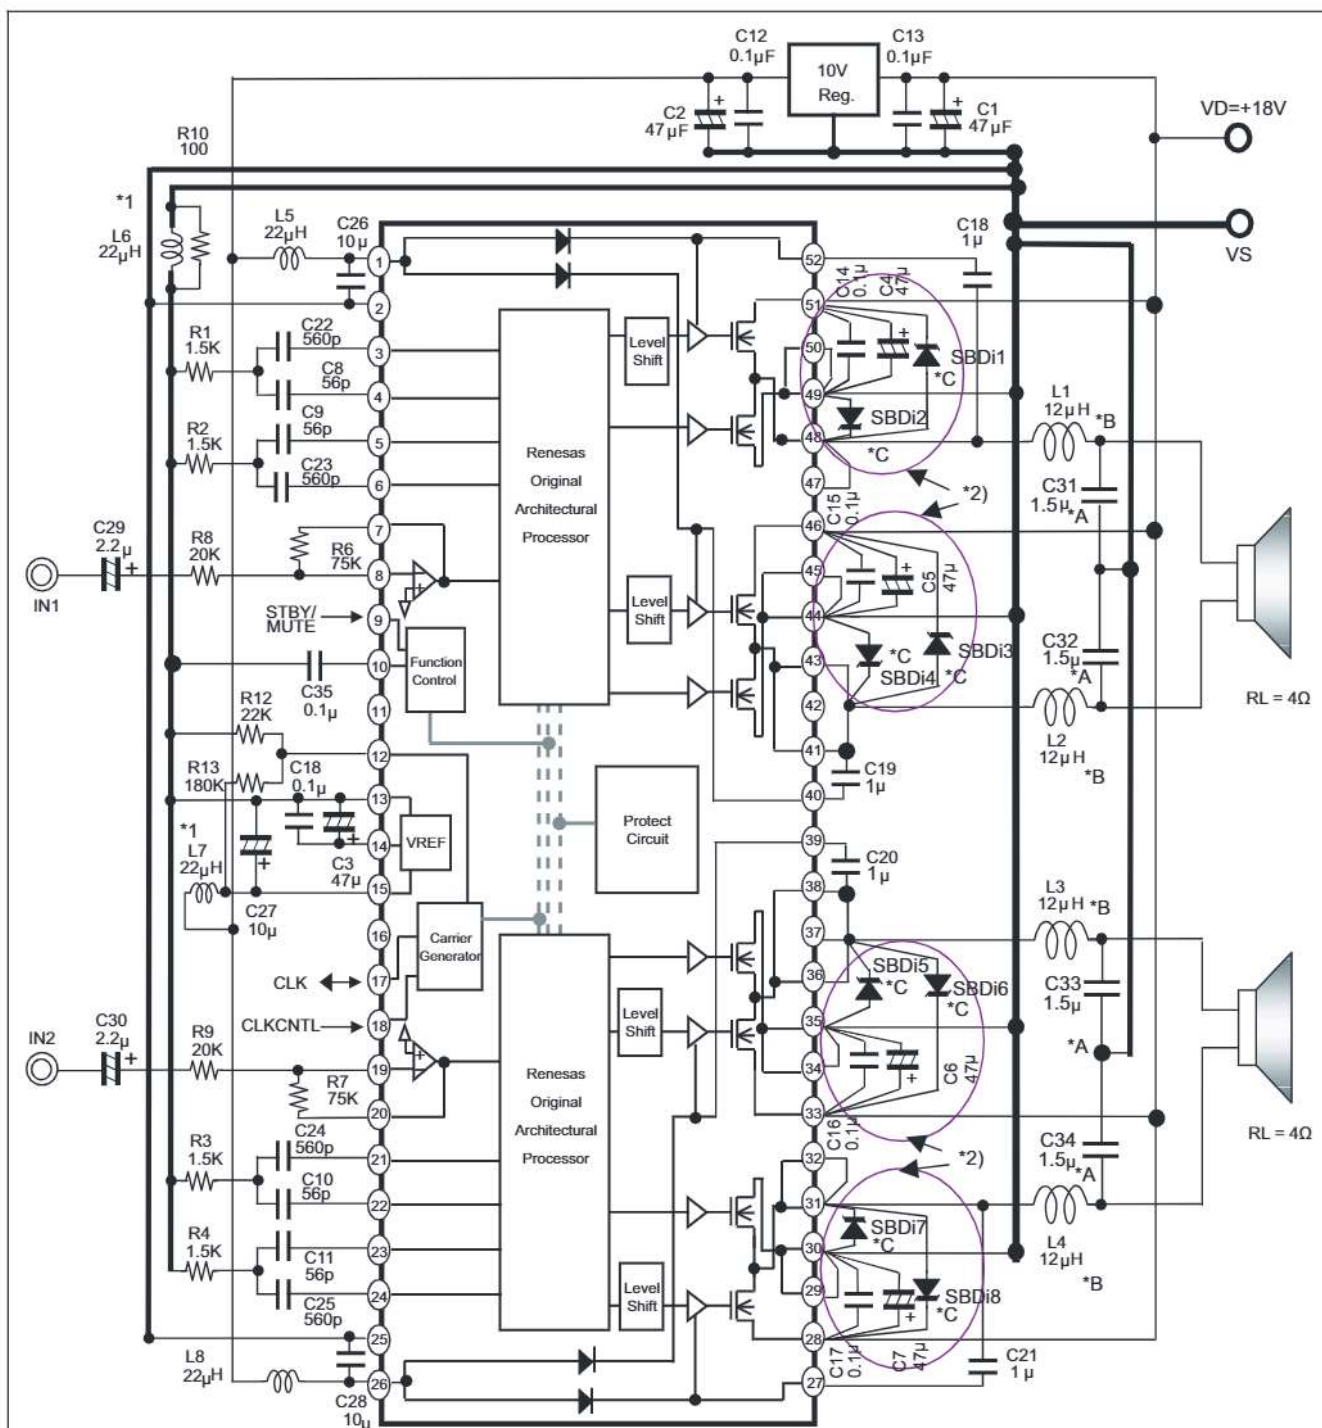 C12
0.1µF
C13
0.1µF
10V
Reg.
C2
47µF
+
+
C1
47µF
VD=+18V
VS
R10
100
*1
L6
22µH
L5
22µH
C26
10µ
C18
1µ
1
2
3
4
5
6
7
8
9
10
11
12
13
14
15
16
17
18
19
20
21
22
23
24
25
26
52
51
50
49
48
47
46
45
44
43
42
41
40
39
38
37
36
35
34
33
32
31
30
29
28
27
R1
1.5K
C22
560p
C8
56p
R2
1.5K
C9
56p
C23
560p
C29
2.2µ
+
IN1
R8
20K
R6
75K
+
STBY/
MUTE
Function
Control
C35
0.1µ
R12
22K
R13
180K
C18
0.1µ
*1
L7
22µH
+
+
C3
47µ
VREF
C27
10µ
Carrier
Generator
CLK
CLKCNTL
IN2
C30
2.2µ
+
R9
20K
R7
75K
+
R3
1.5K
C24
560p
C10
56p
R4
1.5K
C11
56p
C25
560p
L8
22µH
C28
10µ
Renesas
Original
Architectural
Processor
Level
Shift
Level
Shift
Protect
Circuit
Renesas
Original
Architectural
Processor
Level
Shift
Level
Shift
C14
0.1µ
C4
47µ
+
SBDi1
*C
SBDi2
*C
*2)
C15
0.1µ
+
C5
47µ
SBDi3
*C
*C
SBDi4
C19
1µ
L1
12µH
*B
C31
1.5µ
*A
C32
1.5µ
*A
L2
12µH
*B
RL = 4Ω
C20
1µ
SBDi5
*C
SBDi6
*C
+
C6
47µ
C16
0.1µ
*2)
SBDi7
*C
SBDi8
*C
+
C17
0.1µ
C7
47µ
C21
1µ
L3
12µH
*B
C33
1.5µ
*A
C34
1.5µ
*A
L4
12µH
*B
RL = 4Ω